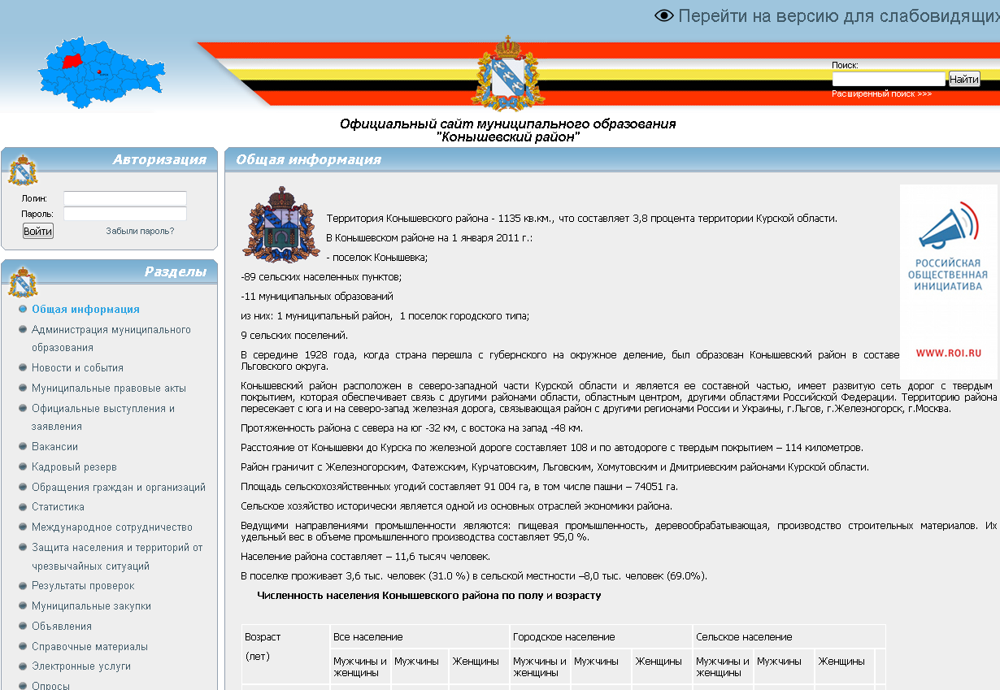 Перейти на версию для слабовидящих
Поиск:
Найти
Расширенный поиск >>>
Официальный сайт муниципального образования
"Конышевский район"
Авторизация
Логин:
Пароль:
Войти
Забыли пароль?
Разделы
Общая информация
Администрация муниципального
образования
Новости и события
Муниципальные правовые акты
Официальные выступления и
заявления
Вакансии
Кадровый резерв
Обращения граждан и организаций
Статистика
Международное сотрудничество
Защита населения и территорий от
чрезвычайных ситуаций
Результаты проверок
Муниципальные закупки
Объявления
Справочные материалы
Электронные услуги
Опросы
Общая информация
Территория Конышевского района - 1135 кв.км., что составляет 3,8 процента территории Курской области.
В Конышевском районе на 1 января 2011 г.:
- поселок Конышевка;
-89 сельских населенных пунктов;
-11 муниципальных образований
из них: 1 муниципальный район, 1 поселок городского типа;
9 сельских поселений.
В середине 1928 года, когда страна перешла с губернского на окружное деление, был образован Конышевский район в составе
Льговского округа.
Конышевский район расположен в северо-западной части Курской области и является ее составной частью, имеет развитую сеть дорог с твердым
покрытием, которая обеспечивает связь с другими районами области, областным центром, другими областями Российской Федерации. Территорию района
пересекает с юга и на северо-запад железная дорога, связывающая район с другими регионами России и Украины, г.Льгов, г.Железногорск, г.Москва.
Протяженность района с севера на юг -32 км, с востока на запад -48 км.
Расстояние от Конышевки до Курска по железной дороге составляет 108 и по автодороге с твердым покрытием – 114 километров.
Район граничит с Железногорским, Фатежским, Курчатовским, Льговским, Хомутовским и Дмитриевским районами Курской области.
Площадь сельскохозяйственных угодий составляет 91 004 га, в том числе пашни – 74051 га.
Сельское хозяйство исторически является одной из основных отраслей экономики района.
Ведущими направлениями промышленности являются: пищевая промышленность, деревообрабатывающая, производство строительных материалов. Их
удельный вес в объеме промышленного производства составляет 95,0 %.
Население района составляет – 11,6 тысяч человек.
В поселке проживает 3,6 тыс. человек (31.0 %) в сельской местности –8,0 тыс. человек (69.0%).
Численность населения Конышевского района по полу и возрасту
Возраст
(лет)
Все население
Городское население
Сельское население
Мужчины и
женщины
Мужчины
Женщины
Мужчины и
женщины
Мужчины
Женщины
Мужчины и
женщины
Мужчины
Женщины
РОССИЙСКАЯ
ОБЩЕСТВЕННАЯ
ИНИЦИАТИВА
WWW.ROI.RU